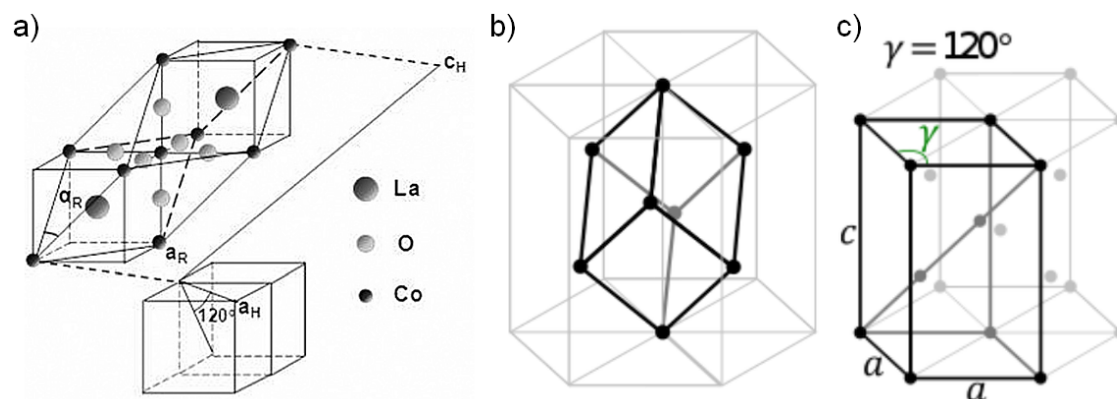 a)
b)
c)
γ = 120°
c_H
α_R
a_R
La
O
Co
120°
a_H
γ
c
a
a